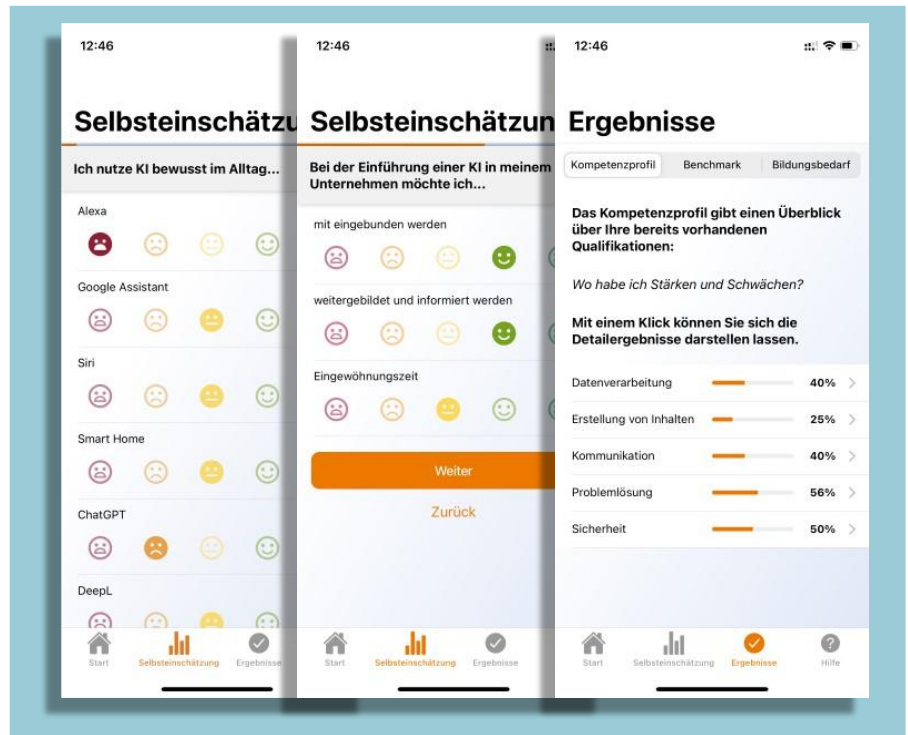 12:46
Selbsteinschätzu
Ich nutze KI bewusst im Alltag...
Alexa
Google Assistant
Siri
Smart Home
ChatGPT
DeepL
Start Selbsteinschätzung Ergebnisse
12:46
Selbsteinschätzun
Bei der Einführung einer KI in meinem
Unternehmen möchte ich...
mit eingebunden werden
weitergebildet und informiert werden
Eingewöhnungszeit
Weiter
Zurück
Start Selbsteinschätzung Ergebnisse
12:46
Ergebnisse
Kompetenzprofil Benchmark Bildungsbedarf
Das Kompetenzprofil gibt einen Überblick
über Ihre bereits vorhandenen
Qualifikationen:
Wo habe ich Stärken und Schwächen?
Mit einem Klick können Sie sich die
Detailergebnisse darstellen lassen.
Datenverarbeitung 40%
Erstellung von Inhalten 25%
Kommunikation 40%
Problemlösung 56%
Sicherheit 50%
Start Selbsteinschätzung Ergebnisse Hilfe